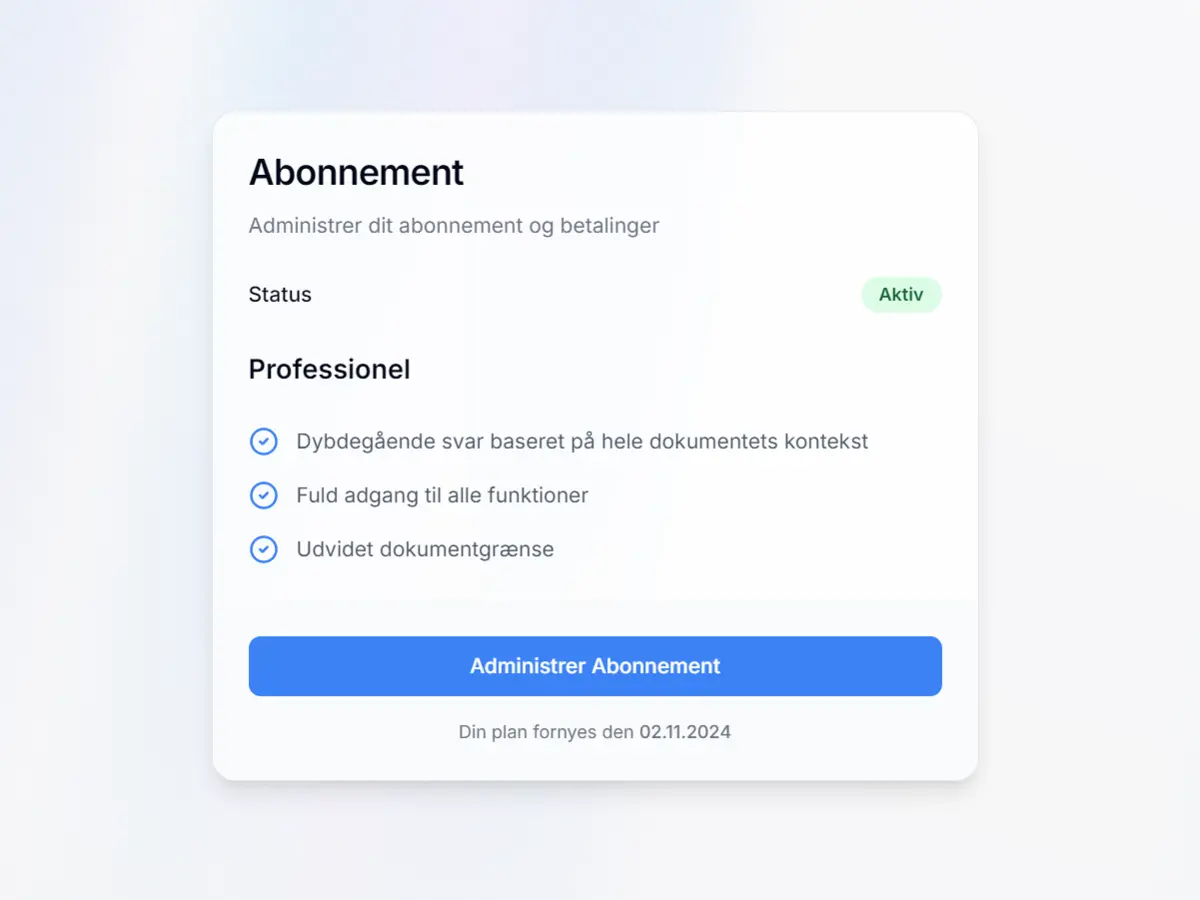 Abonnement
Administrer dit abonnement og betalinger
Status
Aktiv
Professionel
Dybdegående svar baseret på hele dokumentets kontekst
Fuld adgang til alle funktioner
Udvidet dokumentgrænse
Administrer Abonnement
Din plan fornyes den 02.11.2024